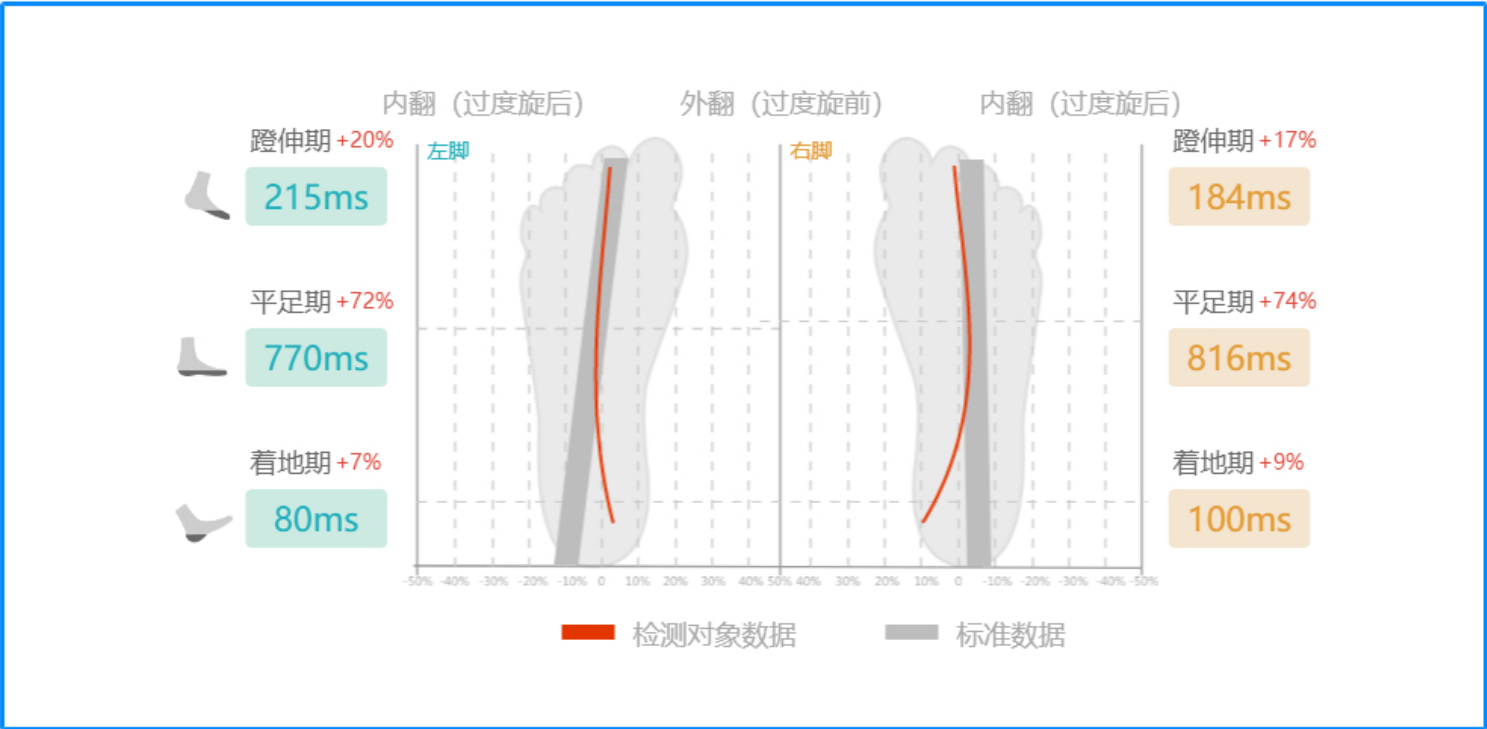 内翻（过度旋后） 外翻（过度旋前） 内翻（过度旋后）
蹬伸期 +20%
215ms
平足期 +72%
770ms
着地期 +7%
80ms
左脚
右脚
蹬伸期 +17%
184ms
平足期 +74%
816ms
着地期 +9%
100ms
-50% -40% -30% -20% -10% 0 10% 20% 30% 40% 50% 40% 30% 20% 10% 0 -10% -20% -30% -40% -50%
检测对象数据 标准数据